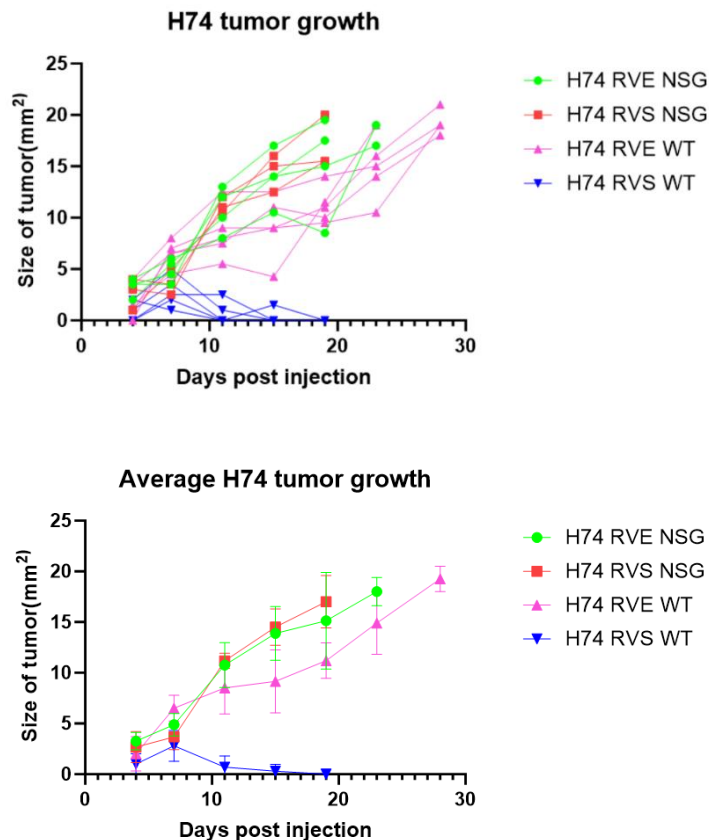 H74 tumor growth
25
20
15
10
5
0
0
10
20
30
Size of tumor(mm²)
Days post injection
H74 RVE NSG
H74 RVS NSG
H74 RVE WT
H74 RVS WT
Average H74 tumor growth
25
20
15
10
5
0
0
10
20
30
Size of tumor(mm²)
Days post injection
H74 RVE NSG
H74 RVS NSG
H74 RVE WT
H74 RVS WT